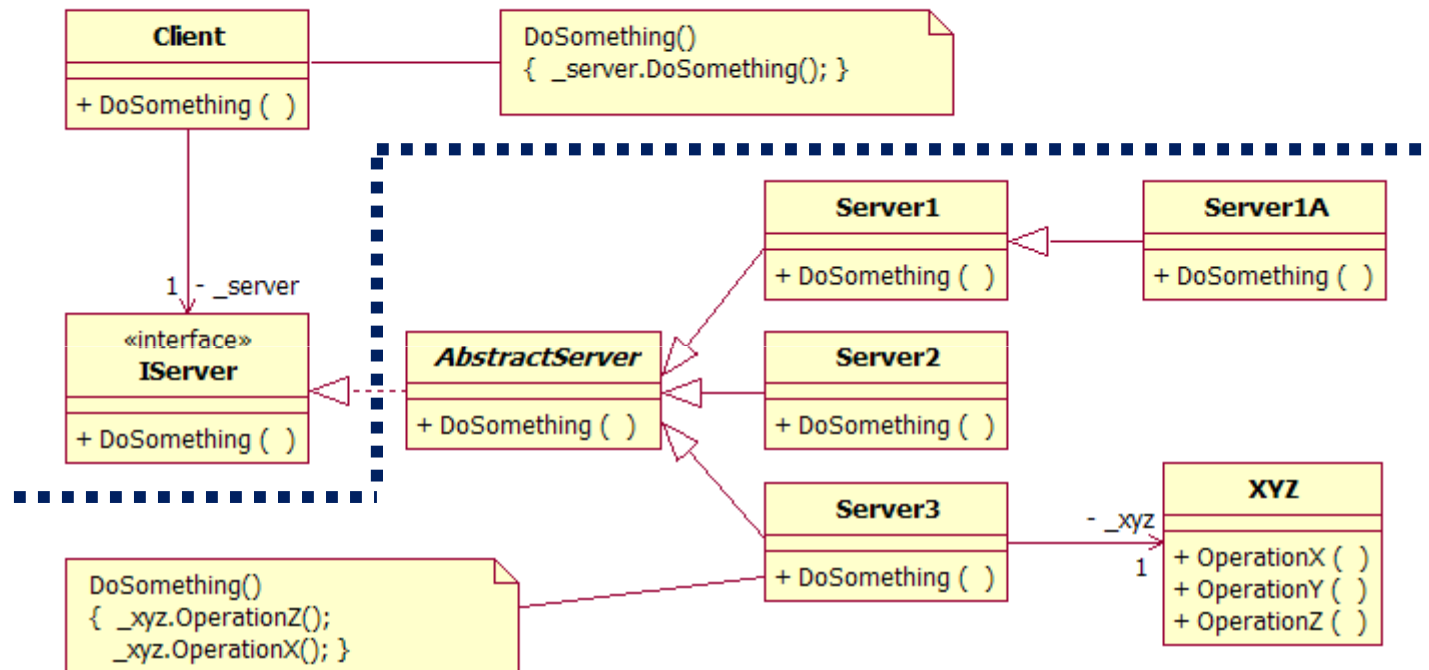 Client
+ DoSomething ( )
DoSomething()
{ _server.DoSomething(); }
1 - _server
«interface»
IServer
+ DoSomething ( )
AbstractServer
+ DoSomething ( )
Server1
+ DoSomething ( )
Server1A
+ DoSomething ( )
Server2
+ DoSomething ( )
Server3
+ DoSomething ( )
- _xyz
1
XYZ
+ OperationX ( )
+ OperationY ( )
+ OperationZ ( )
DoSomething()
{ _xyz.OperationZ();
_xyz.OperationX(); }